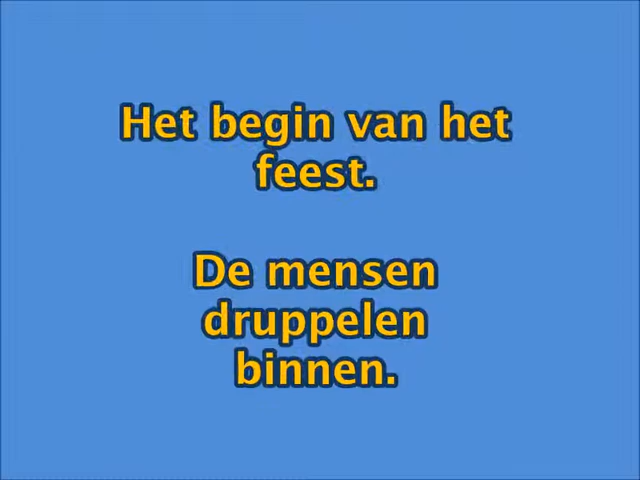 Het begin van het
feest.
De mensen
druppelen
binnen.